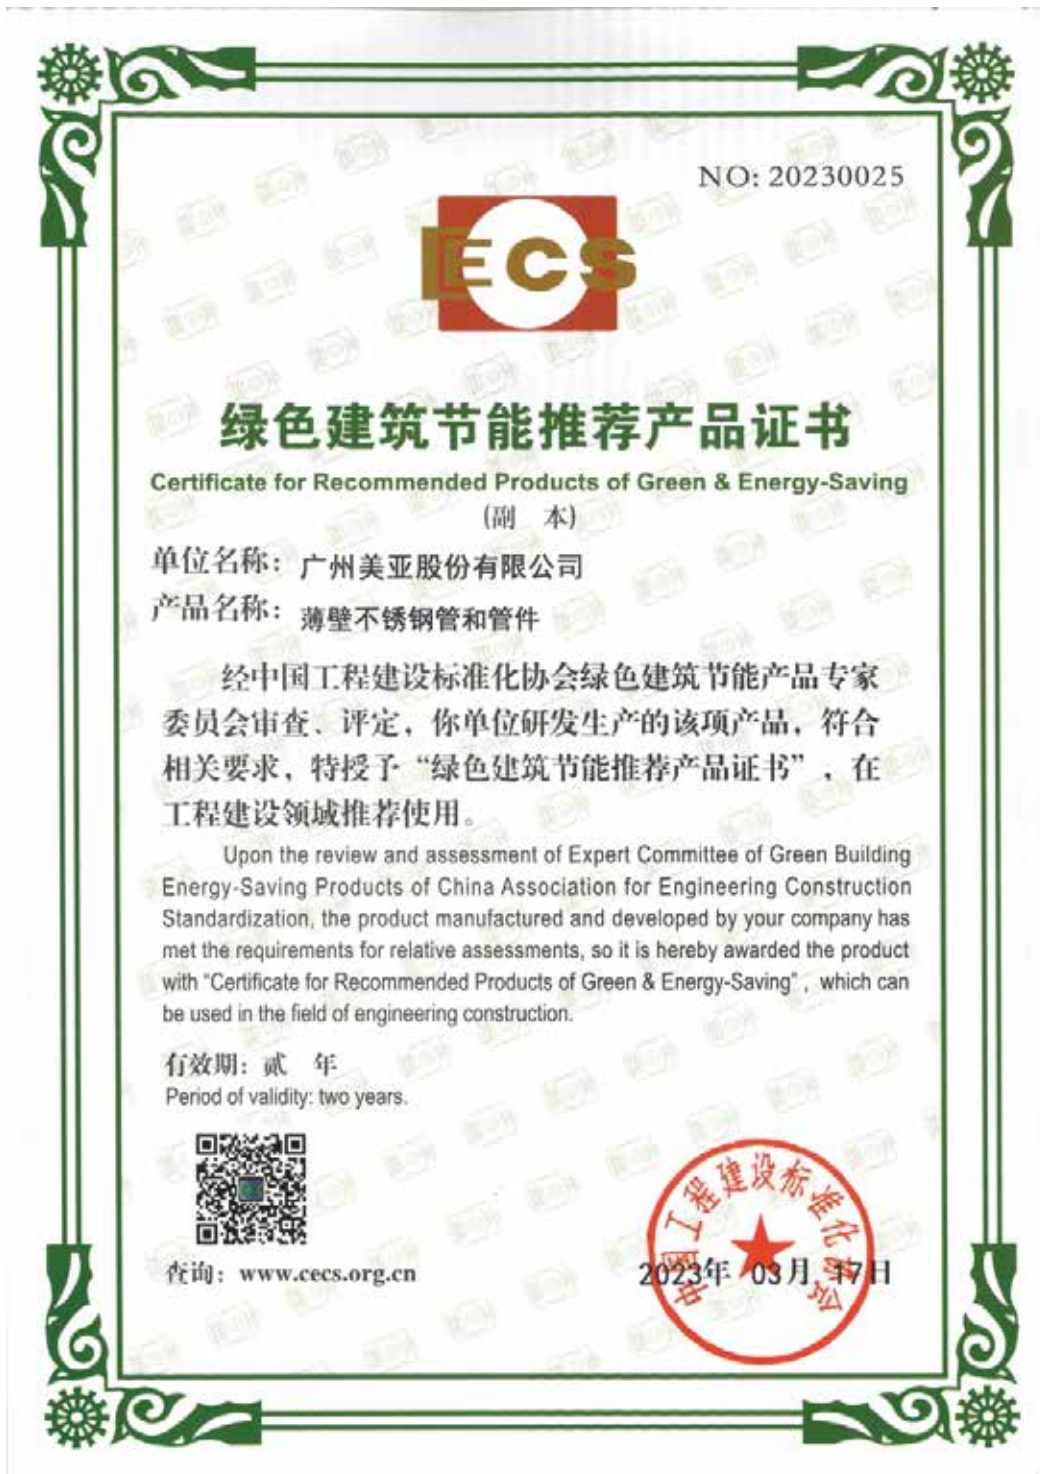 NO: 20230025
ECS
绿色建筑节能推荐产品证书
Certificate for Recommended Products of Green & Energy-Saving
(副 本)
单位名称：广州美亚股份有限公司
产品名称：薄壁不锈钢管和管件
经中国工程建设标准化协会绿色建筑节能产品专家
委员会审查、评定，你单位研发生产的该项产品，符合
相关要求，特授予“绿色建筑节能推荐产品证书”，在
工程建设领域推荐使用。
Upon the review and assessment of Expert Committee of Green Building
Energy-Saving Products of China Association for Engineering Construction
Standardization, the product manufactured and developed by your company has
met the requirements for relative assessments, so it is hereby awarded the product
with "Certificate for Recommended Products of Green & Energy-Saving", which can
be used in the field of engineering construction.
有效期：贰 年
Period of validity: two years.
中国工程建设标准化协会
查询：www.cecs.org.cn
2023年 03月 17日